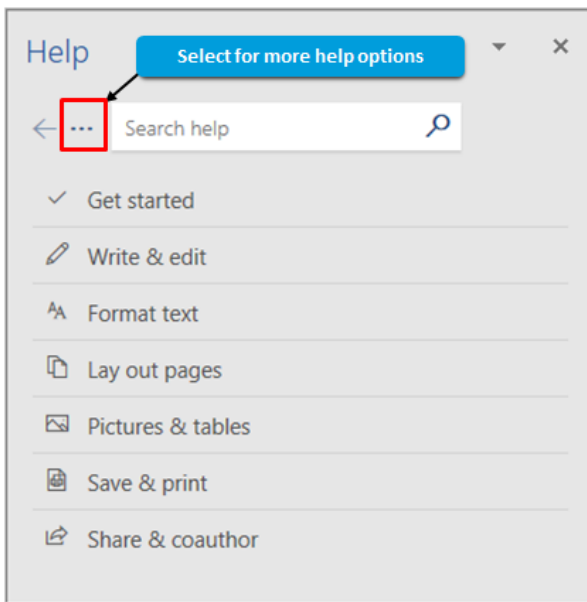 Help
Select for more help options
Search help
Get started
Write & edit
Format text
Lay out pages
Pictures & tables
Save & print
Share & coauthor